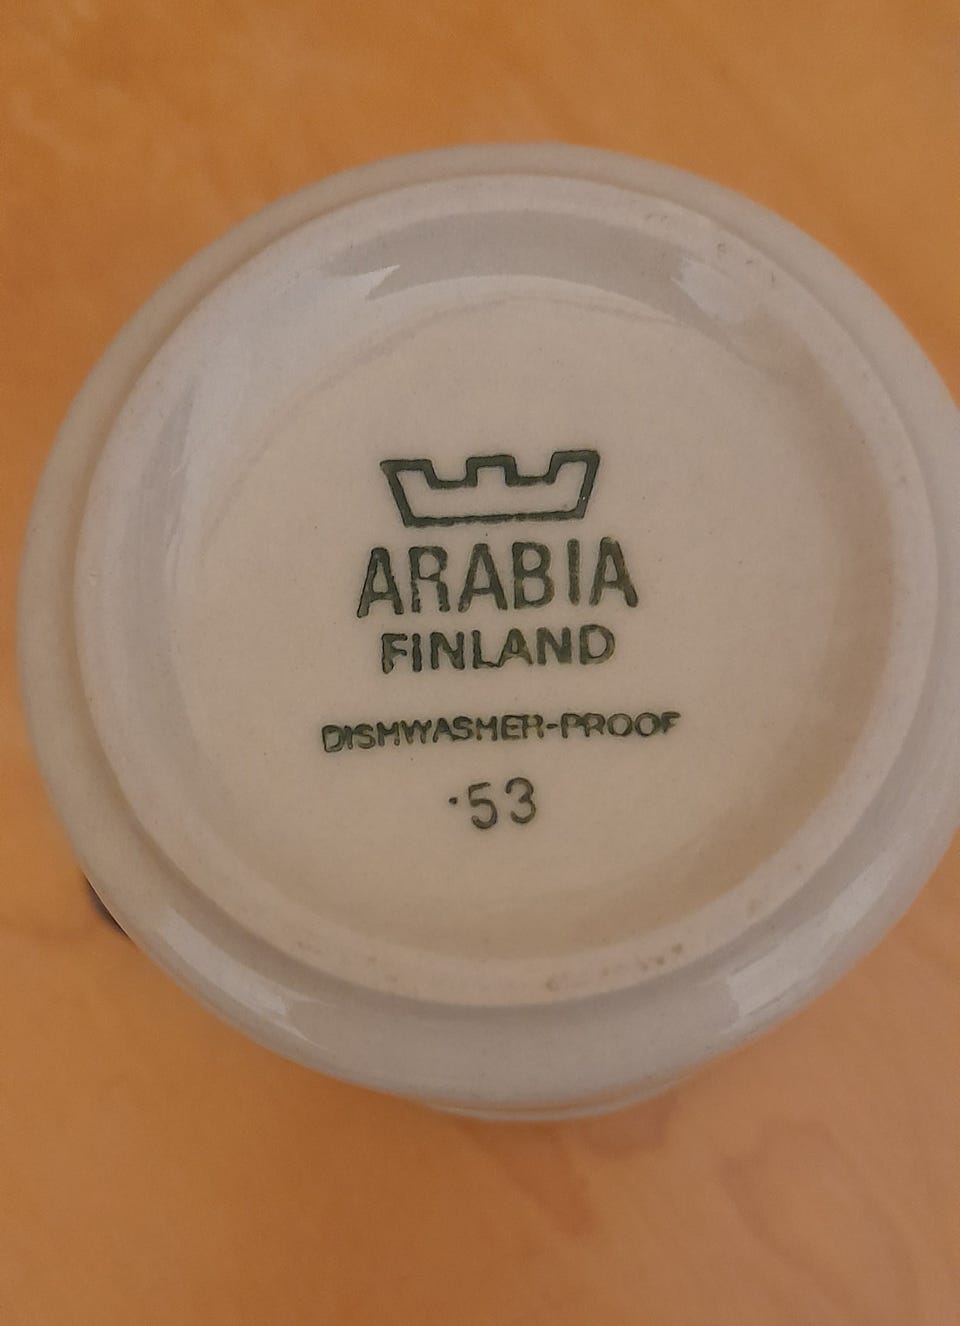 ARABIA
FINLAND
DISHWASHER-PROOF
·53